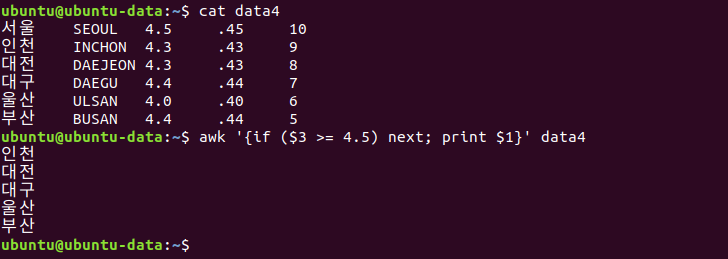 ubuntu@ubuntu-data:~$ cat data4
서울 SEOUL 4.5 .45 10
인천 INCHON 4.3 .43 9
대전 DAEJEON 4.3 .43 8
대구 DAEGU 4.4 .44 7
울산 ULSAN 4.0 .40 6
부산 BUSAN 4.4 .44 5
ubuntu@ubuntu-data:~$ awk '{if ($3 >= 4.5) next; print $1}' data4
인천
대전
대구
울산
부산
ubuntu@ubuntu-data:~$